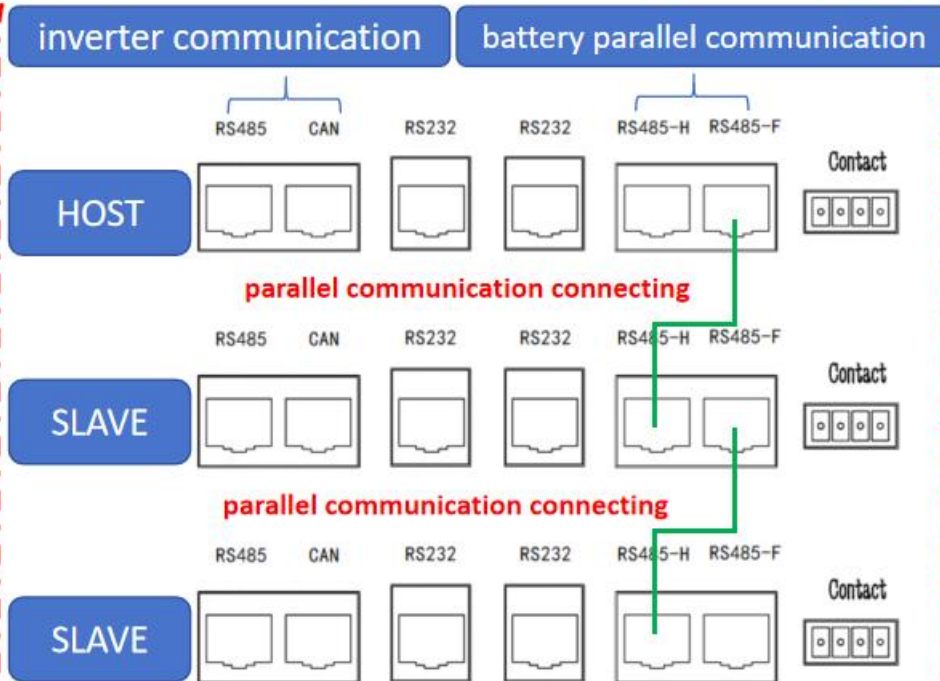 inverter communication
battery parallel communication
RS485 CAN RS232 RS232 RS485-H RS485-F
Contact
HOST
parallel communication connecting
RS485 CAN RS232 RS232 RS485-H RS485-F
Contact
SLAVE
parallel communication connecting
RS485 CAN RS232 RS232 RS485-H RS485-F
Contact
SLAVE